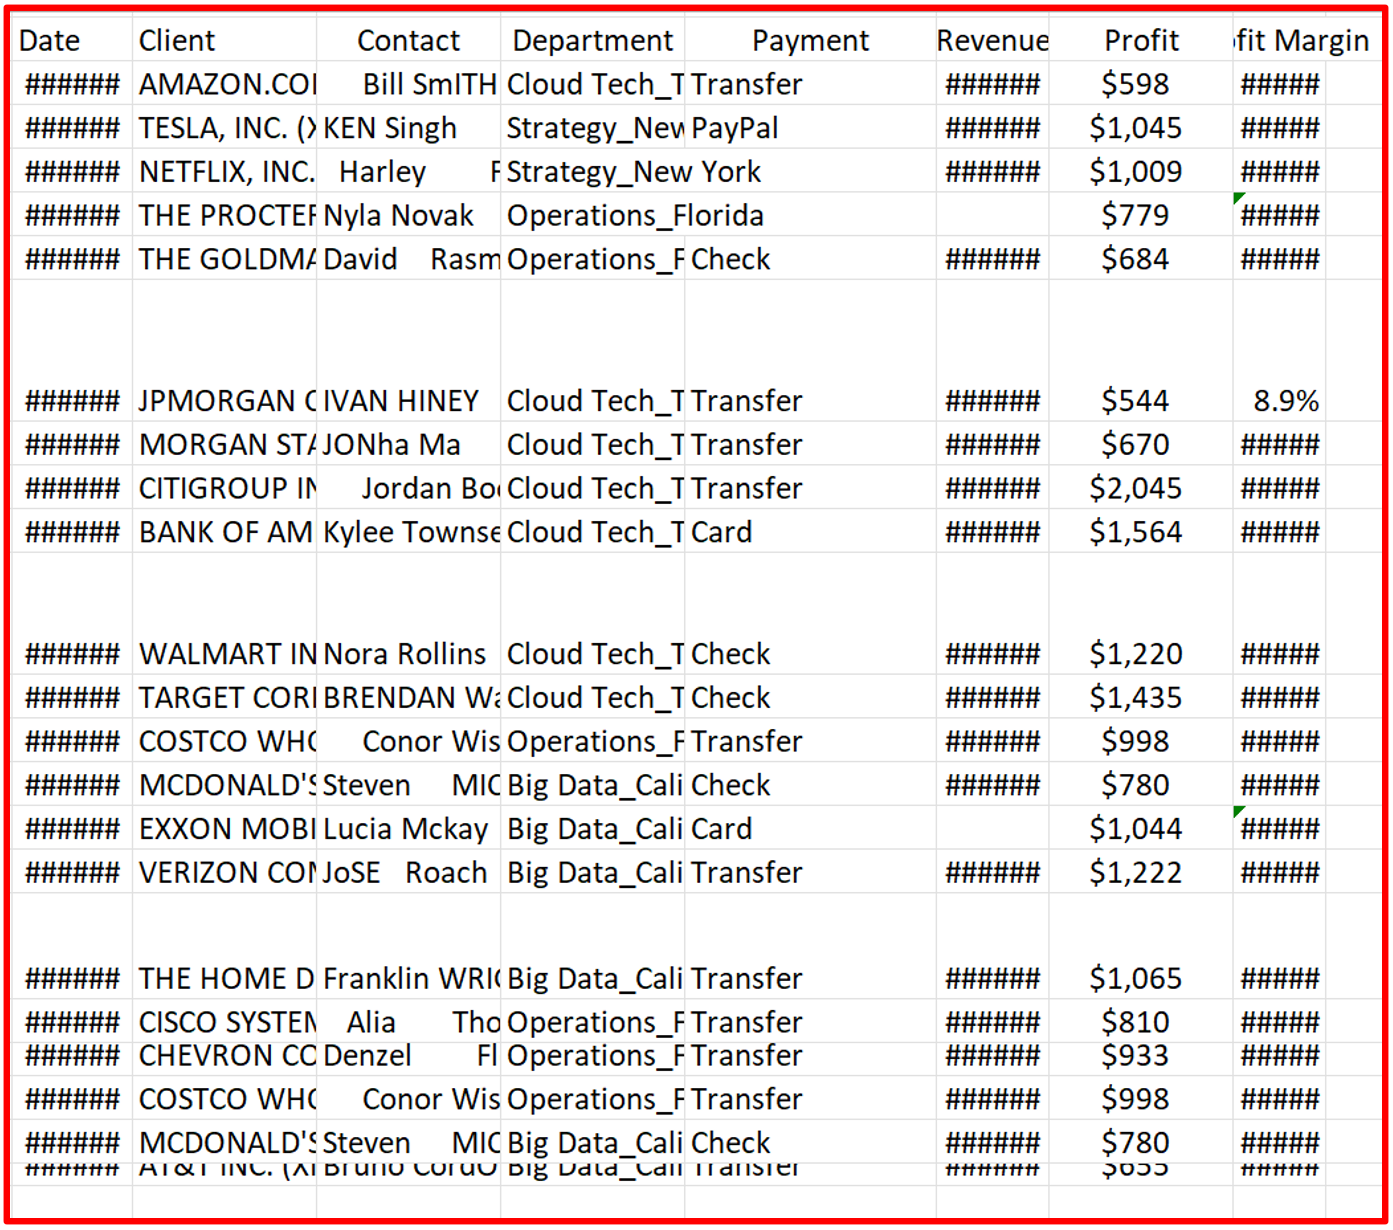 Date Client Contact Department Payment Revenue Profit fit Margin
###### AMAZON.COI Bill SmITH Cloud Tech_T Transfer ###### $598 #####
###### TESLA, INC. (X KEN Singh Strategy_New PayPal ###### $1,045 #####
###### NETFLIX, INC. Harley F Strategy_New York ###### $1,009 #####
###### THE PROCTER Nyla Novak Operations_Florida $779 #####
###### THE GOLDMA David Rasm Operations_F Check ###### $684 #####
###### JPMORGAN C IVAN HINEY Cloud Tech_T Transfer ###### $544 8.9%
###### MORGAN STA JONha Ma Cloud Tech_T Transfer ###### $670 #####
###### CITIGROUP IN Jordan Boo Cloud Tech_T Transfer ###### $2,045 #####
###### BANK OF AM Kylee Townse Cloud Tech_T Card ###### $1,564 #####
###### WALMART IN Nora Rollins Cloud Tech_T Check ###### $1,220 #####
###### TARGET CORI BRENDAN Wa Cloud Tech_T Check ###### $1,435 #####
###### COSTCO WHO Conor Wis Operations_F Transfer ###### $998 #####
###### MCDONALD'S Steven MIC Big Data_Cali Check ###### $780 #####
###### EXXON MOBI Lucia Mckay Big Data_Cali Card $1,044 #####
###### VERIZON CON JoSE Roach Big Data_Cali Transfer ###### $1,222 #####
###### THE HOME D Franklin WRIG Big Data_Cali Transfer ###### $1,065 #####
###### CISCO SYSTEM Alia Tho Operations_F Transfer ###### $810 #####
###### CHEVRON CO Denzel Fl Operations_F Transfer ###### $933 #####
###### COSTCO WHO Conor Wis Operations_F Transfer ###### $998 #####
###### MCDONALD'S Steven MIC Big Data_Cali Check ###### $780 #####
###### AT&T INC. (XI Bruno CordO Big Data_Cali Transfer ###### $655 #####